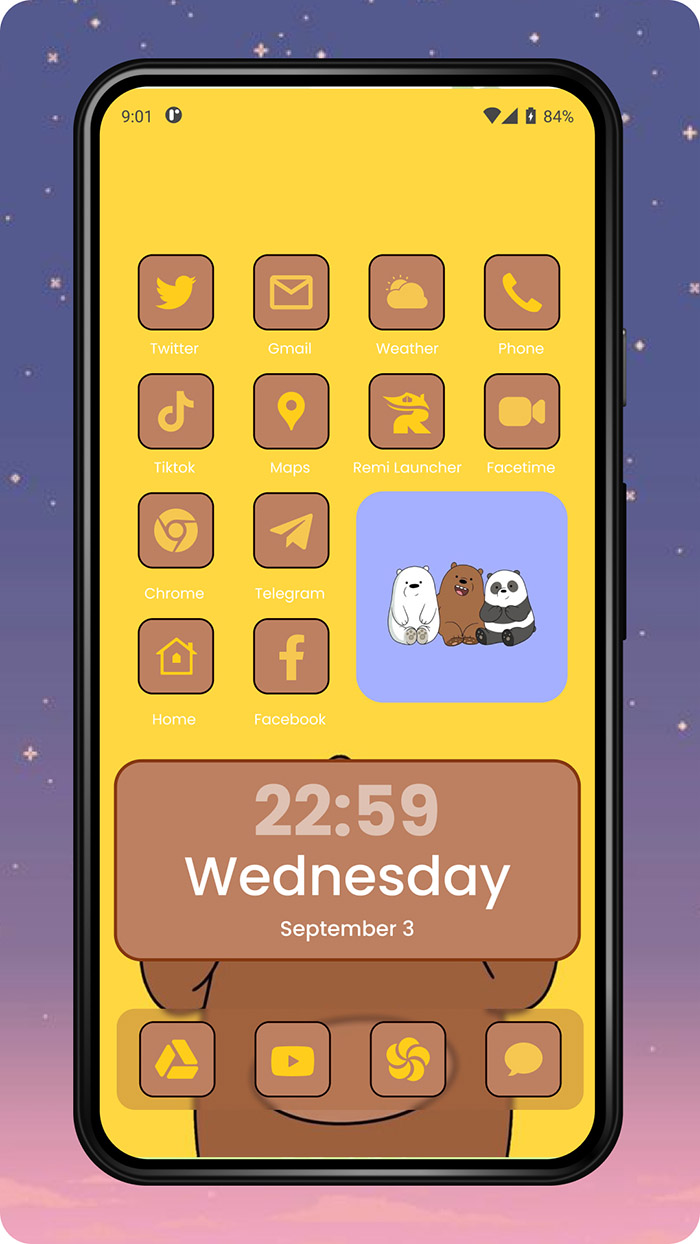 9:01 84%
Twitter Gmail Weather Phone
Tiktok Maps Remi Launcher Facetime
Chrome Telegram
Home Facebook
22:59
Wednesday
September 3